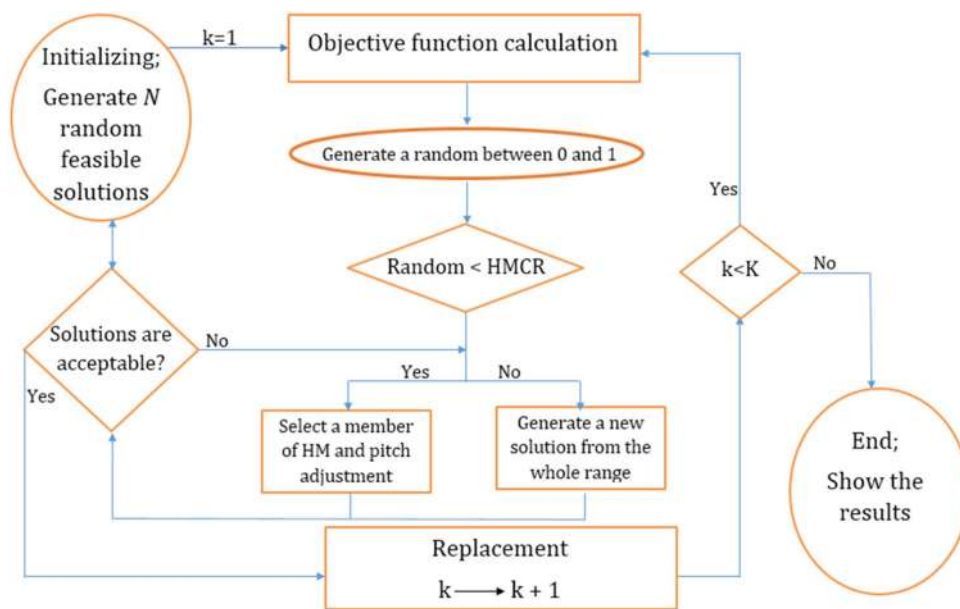 Initializing;
Generate N
random
feasible
solutions
k=1
Objective function calculation
Generate a random between 0 and 1
Random < HMCR
Yes
k<K
No
Solutions are
acceptable?
No
Yes
Yes
No
Select a member
of HM and pitch
adjustment
Generate a new
solution from the
whole range
End;
Show the
results
Replacement
k ⟶ k + 1